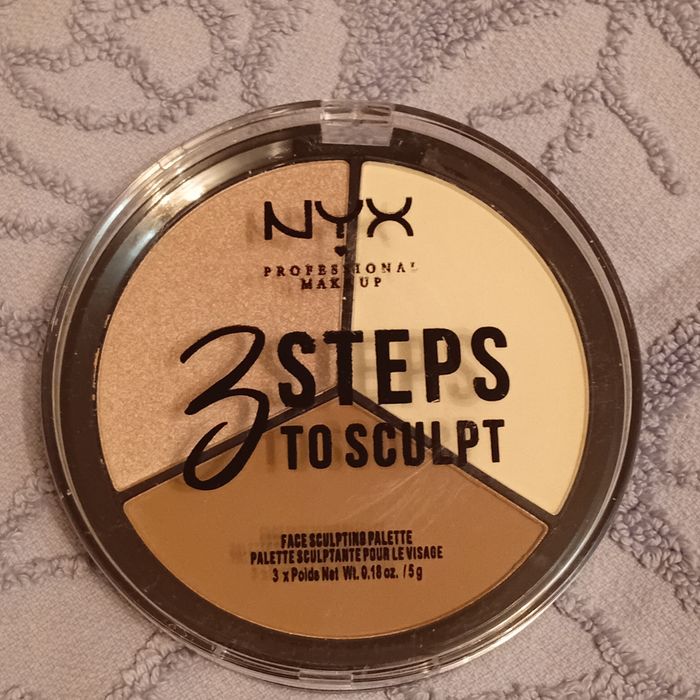 NYX
PROFESSIONAL
MAKEUP
3 STEPS
TO SCULPT
FACE SCULPTING PALETTE
PALETTE SCULPTANTE POUR LE VISAGE
3 x Poids Net Wt. 0.18 oz. / 5 g